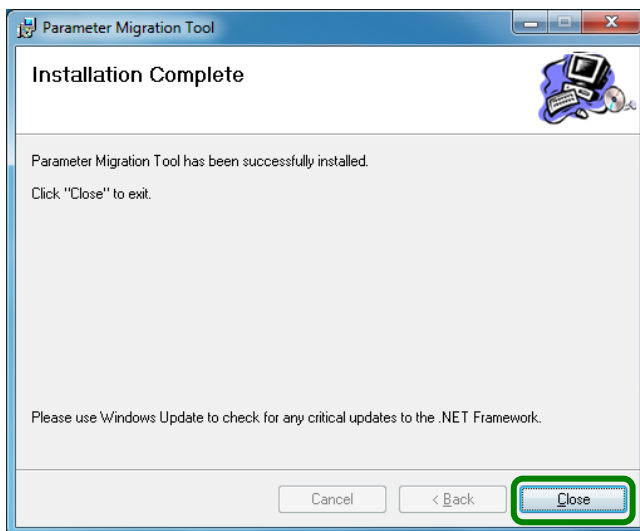 Parameter Migration Tool
Installation Complete
Parameter Migration Tool has been successfully installed.
Click "Close" to exit.
Please use Windows Update to check for any critical updates to the .NET Framework.
Cancel < Back Close